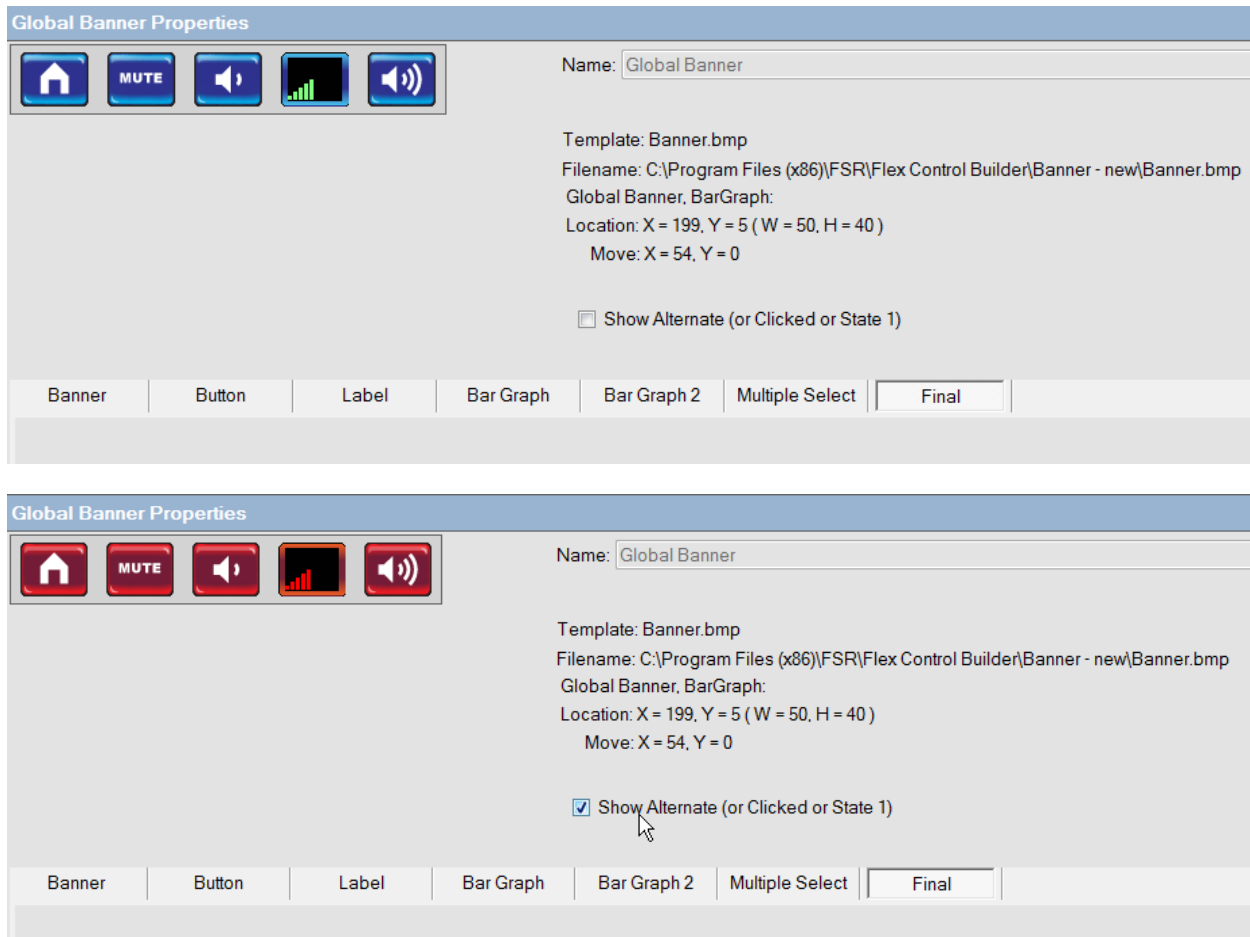 Global Banner Properties
MUTE
Name: Global Banner
Template: Banner.bmp
Filename: C:\Program Files (x86)\FSR\Flex Control Builder\Banner - new\Banner.bmp
Global Banner, BarGraph:
Location: X = 199, Y = 5 ( W = 50, H = 40 )
Move: X = 54, Y = 0
Show Alternate (or Clicked or State 1)
Banner Button Label Bar Graph Bar Graph 2 Multiple Select Final
Global Banner Properties
MUTE
Name: Global Banner
Template: Banner.bmp
Filename: C:\Program Files (x86)\FSR\Flex Control Builder\Banner - new\Banner.bmp
Global Banner, BarGraph:
Location: X = 199, Y = 5 ( W = 50, H = 40 )
Move: X = 54, Y = 0
Show Alternate (or Clicked or State 1)
Banner Button Label Bar Graph Bar Graph 2 Multiple Select Final